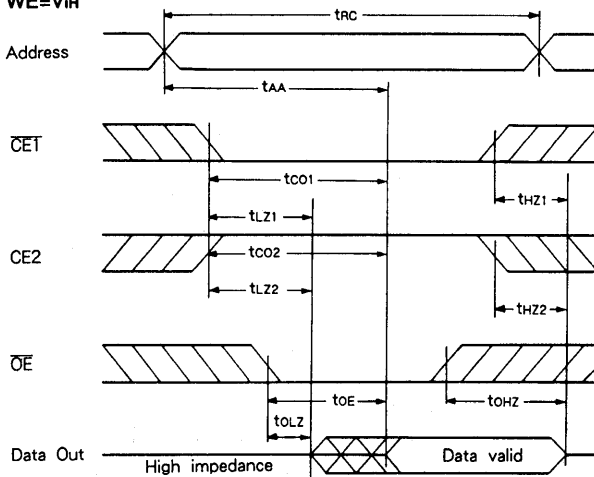 WE=VIH
tRC
Address
tAA
CE1
tCO1
tLZ1
tHZ1
CE2
tCO2
tLZ2
tHZ2
OE
tOE
tOHZ
tOLZ
Data Out
High impedance
Data valid